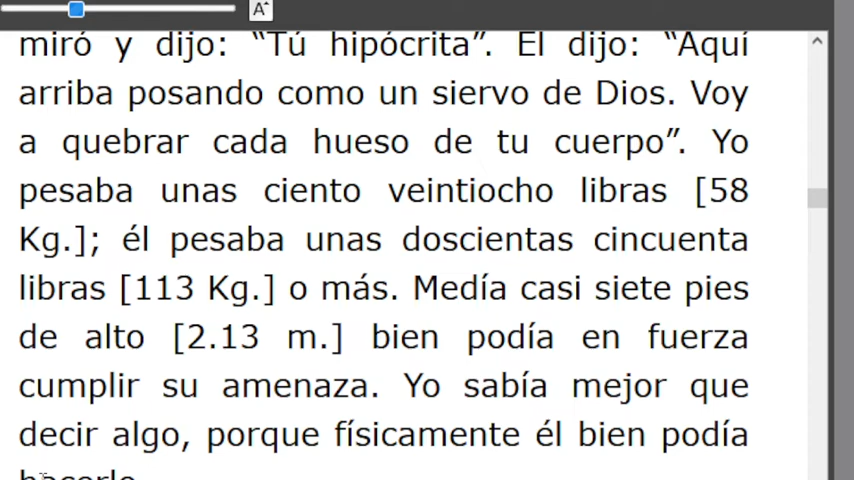 A
miró y dijo: “Tú hipócrita”. El dijo: “Aquí
arriba posando como un siervo de Dios. Voy
a quebrar cada hueso de tu cuerpo”. Yo
pesaba unas ciento veintiocho libras [58
Kg.]; él pesaba unas doscientas cincuenta
libras [113 Kg.] o más. Medía casi siete pies
de alto [2.13 m.] bien podía en fuerza
cumplir su amenaza. Yo sabía mejor que
decir algo, porque físicamente él bien podía